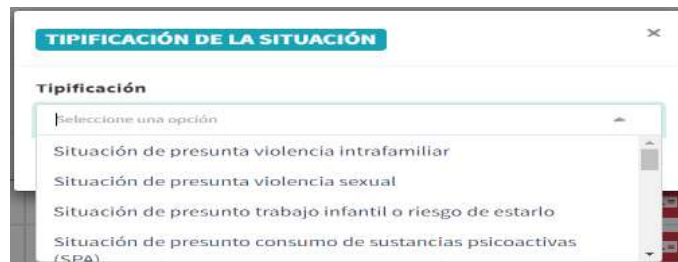 TIPIFICACIÓN DE LA SITUACIÓN
×
Tipificación
Seleccione una opción
Situación de presunta violencia intrafamiliar
Situación de presunta violencia sexual
Situación de presunto trabajo infantil o riesgo de estarlo
Situación de presunto consumo de sustancias psicoactivas
(SPA)